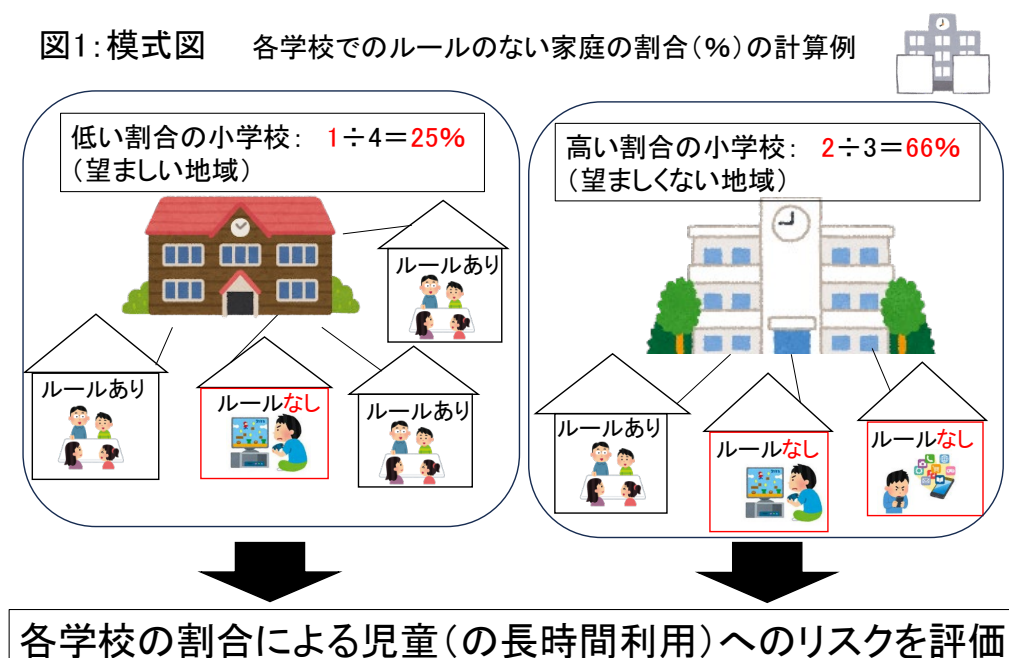 図1:模式図 各学校でのルールのない家庭の割合(%)の計算例
低い割合の小学校: 1÷4=25%
(望ましい地域)
ルールあり
ルールあり
ルールなし
ルールあり
高い割合の小学校: 2÷3=66%
(望ましくない地域)
ルールあり
ルールなし
ルールなし
各学校の割合による児童(の長時間利用)へのリスクを評価